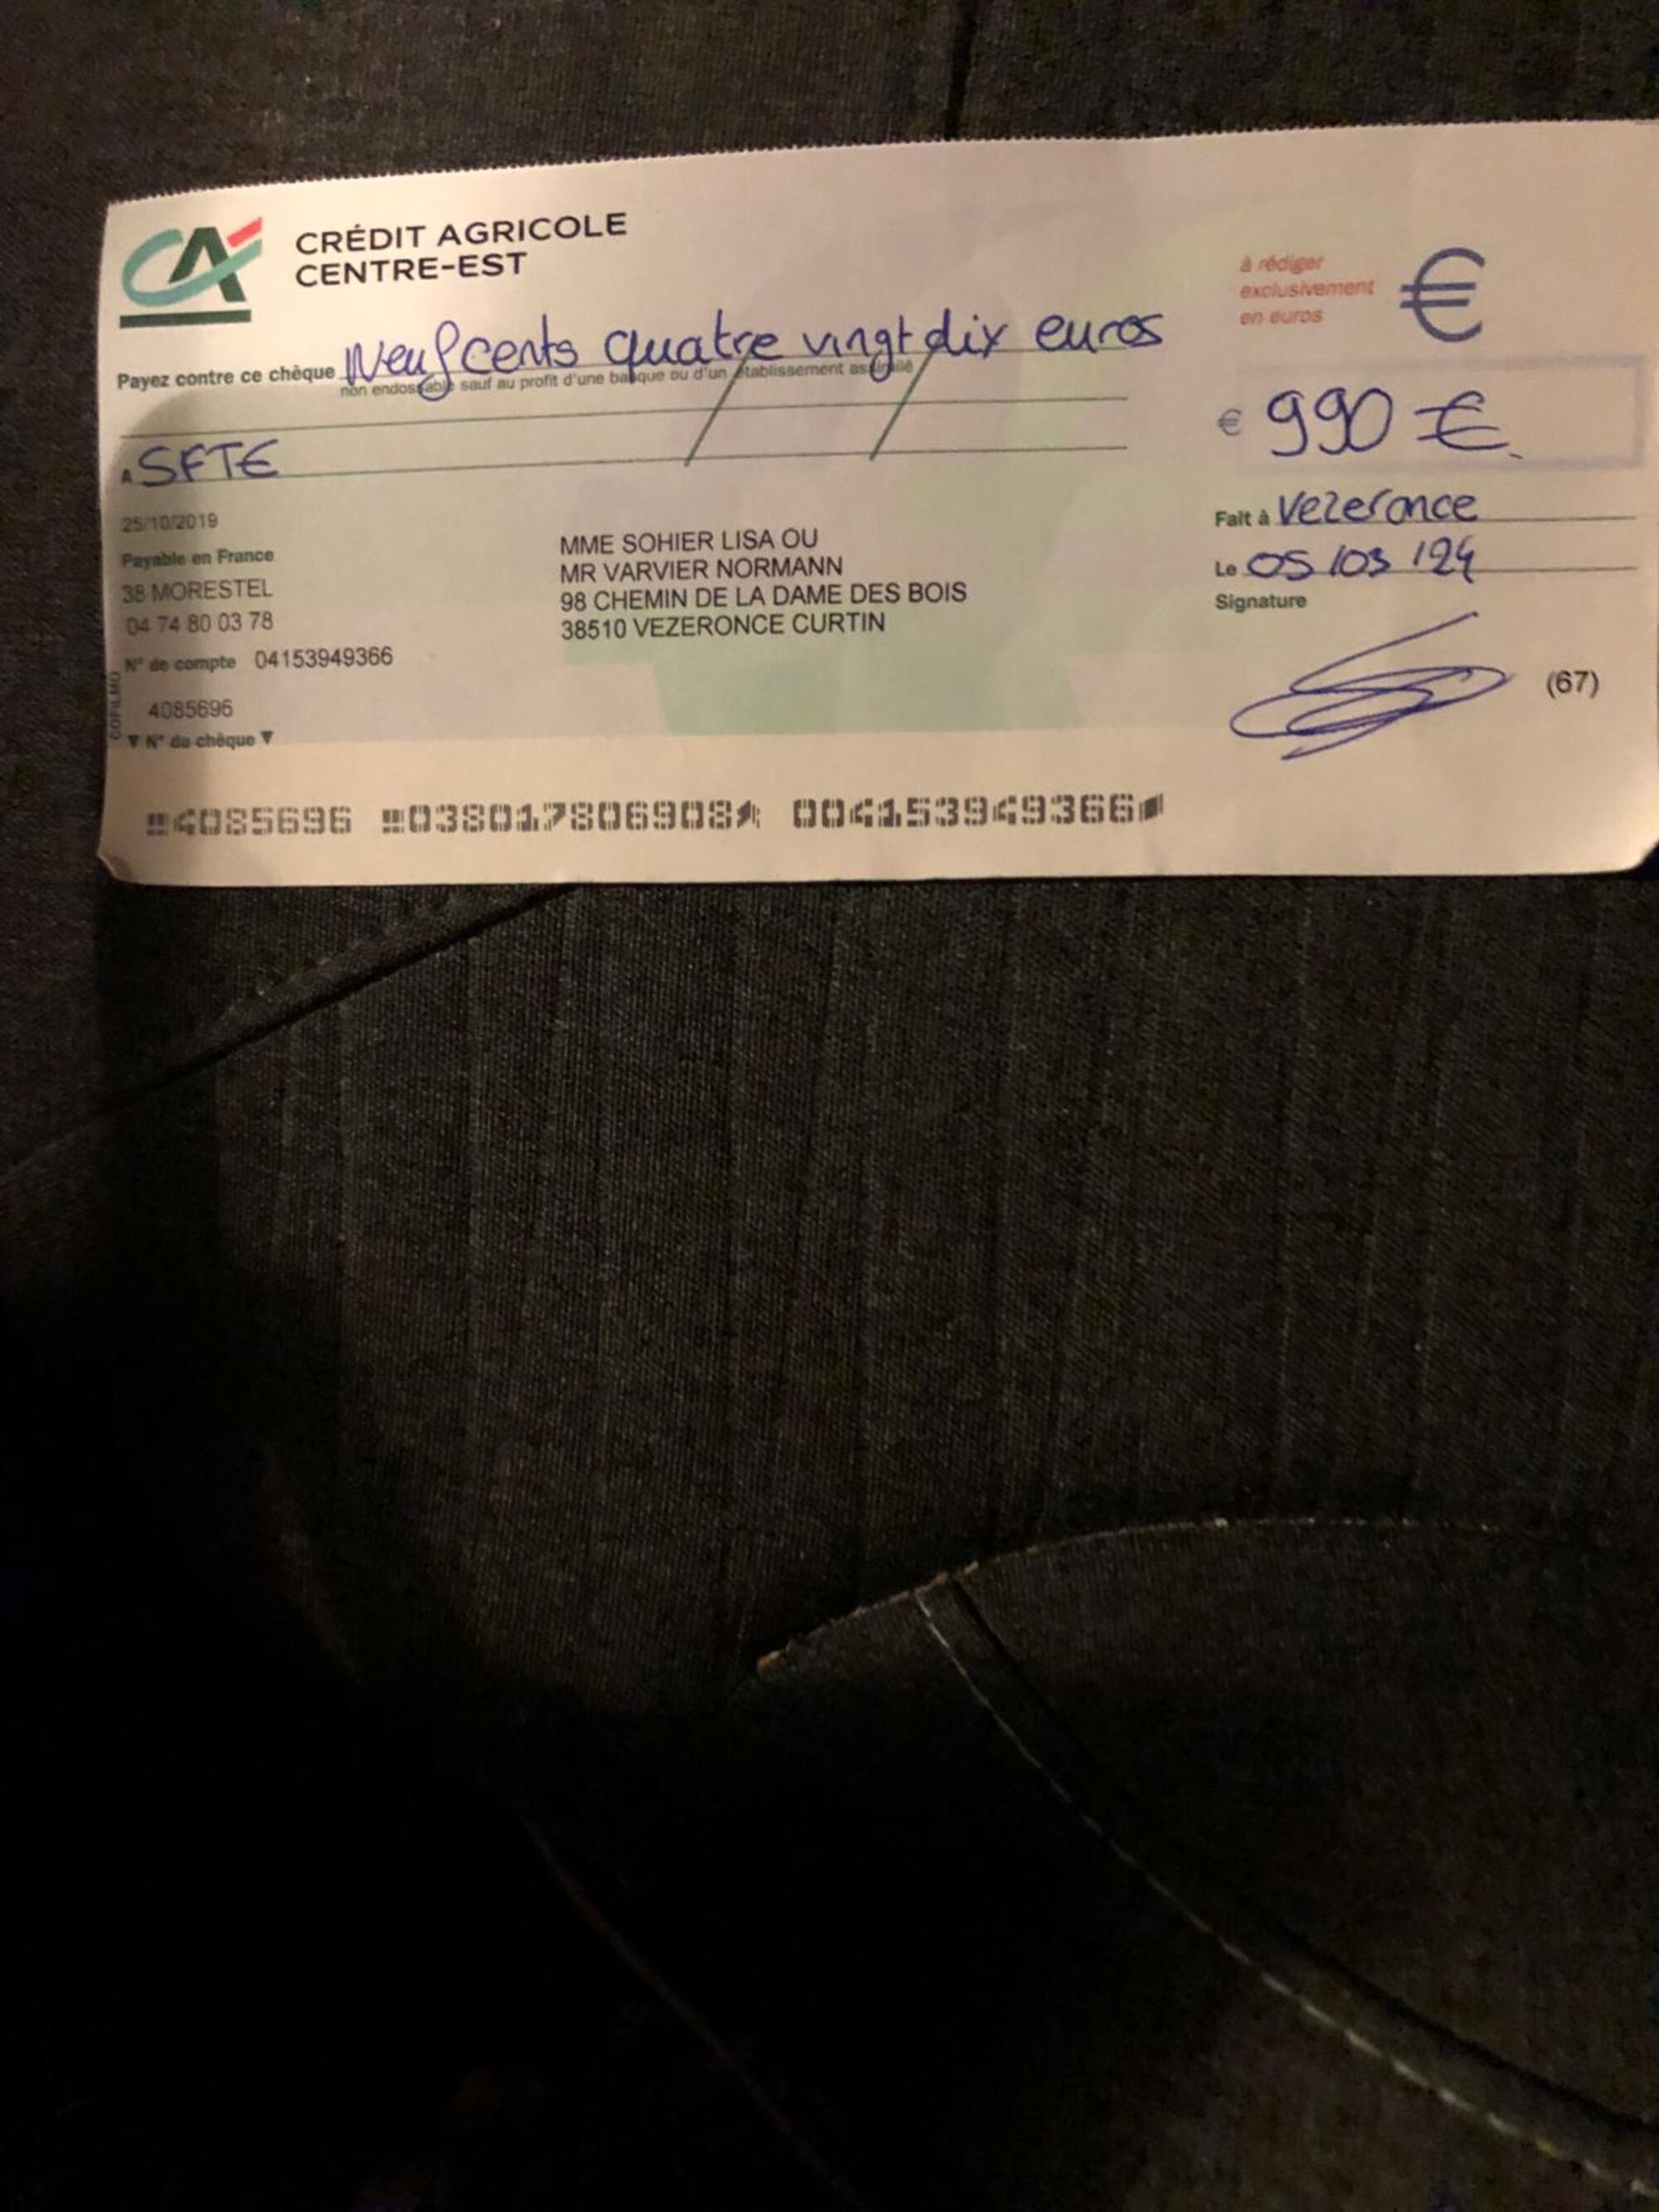 CRÉDIT AGRICOLE
CENTRE-EST
à rédiger
exclusivement
en euros
€
Payez contre ce chèque Neuf cents quatre vingt dix euros
non endossable sauf au profit d'une banque ou d'un établissement assimilé
€ 990 €
A SFTE
25/10/2019
Payable en France
38 MORESTEL
04 74 80 03 78
N° de compte 04153949366
4085696
▼ N° du chèque ▼
MME SOHIER LISA OU
MR VARVIER NORMANN
98 CHEMIN DE LA DAME DES BOIS
38510 VEZERONCE CURTIN
Fait à Vezeronce
Le 05/03/24
Signature
(67)
4085696 038017806908 004153949366